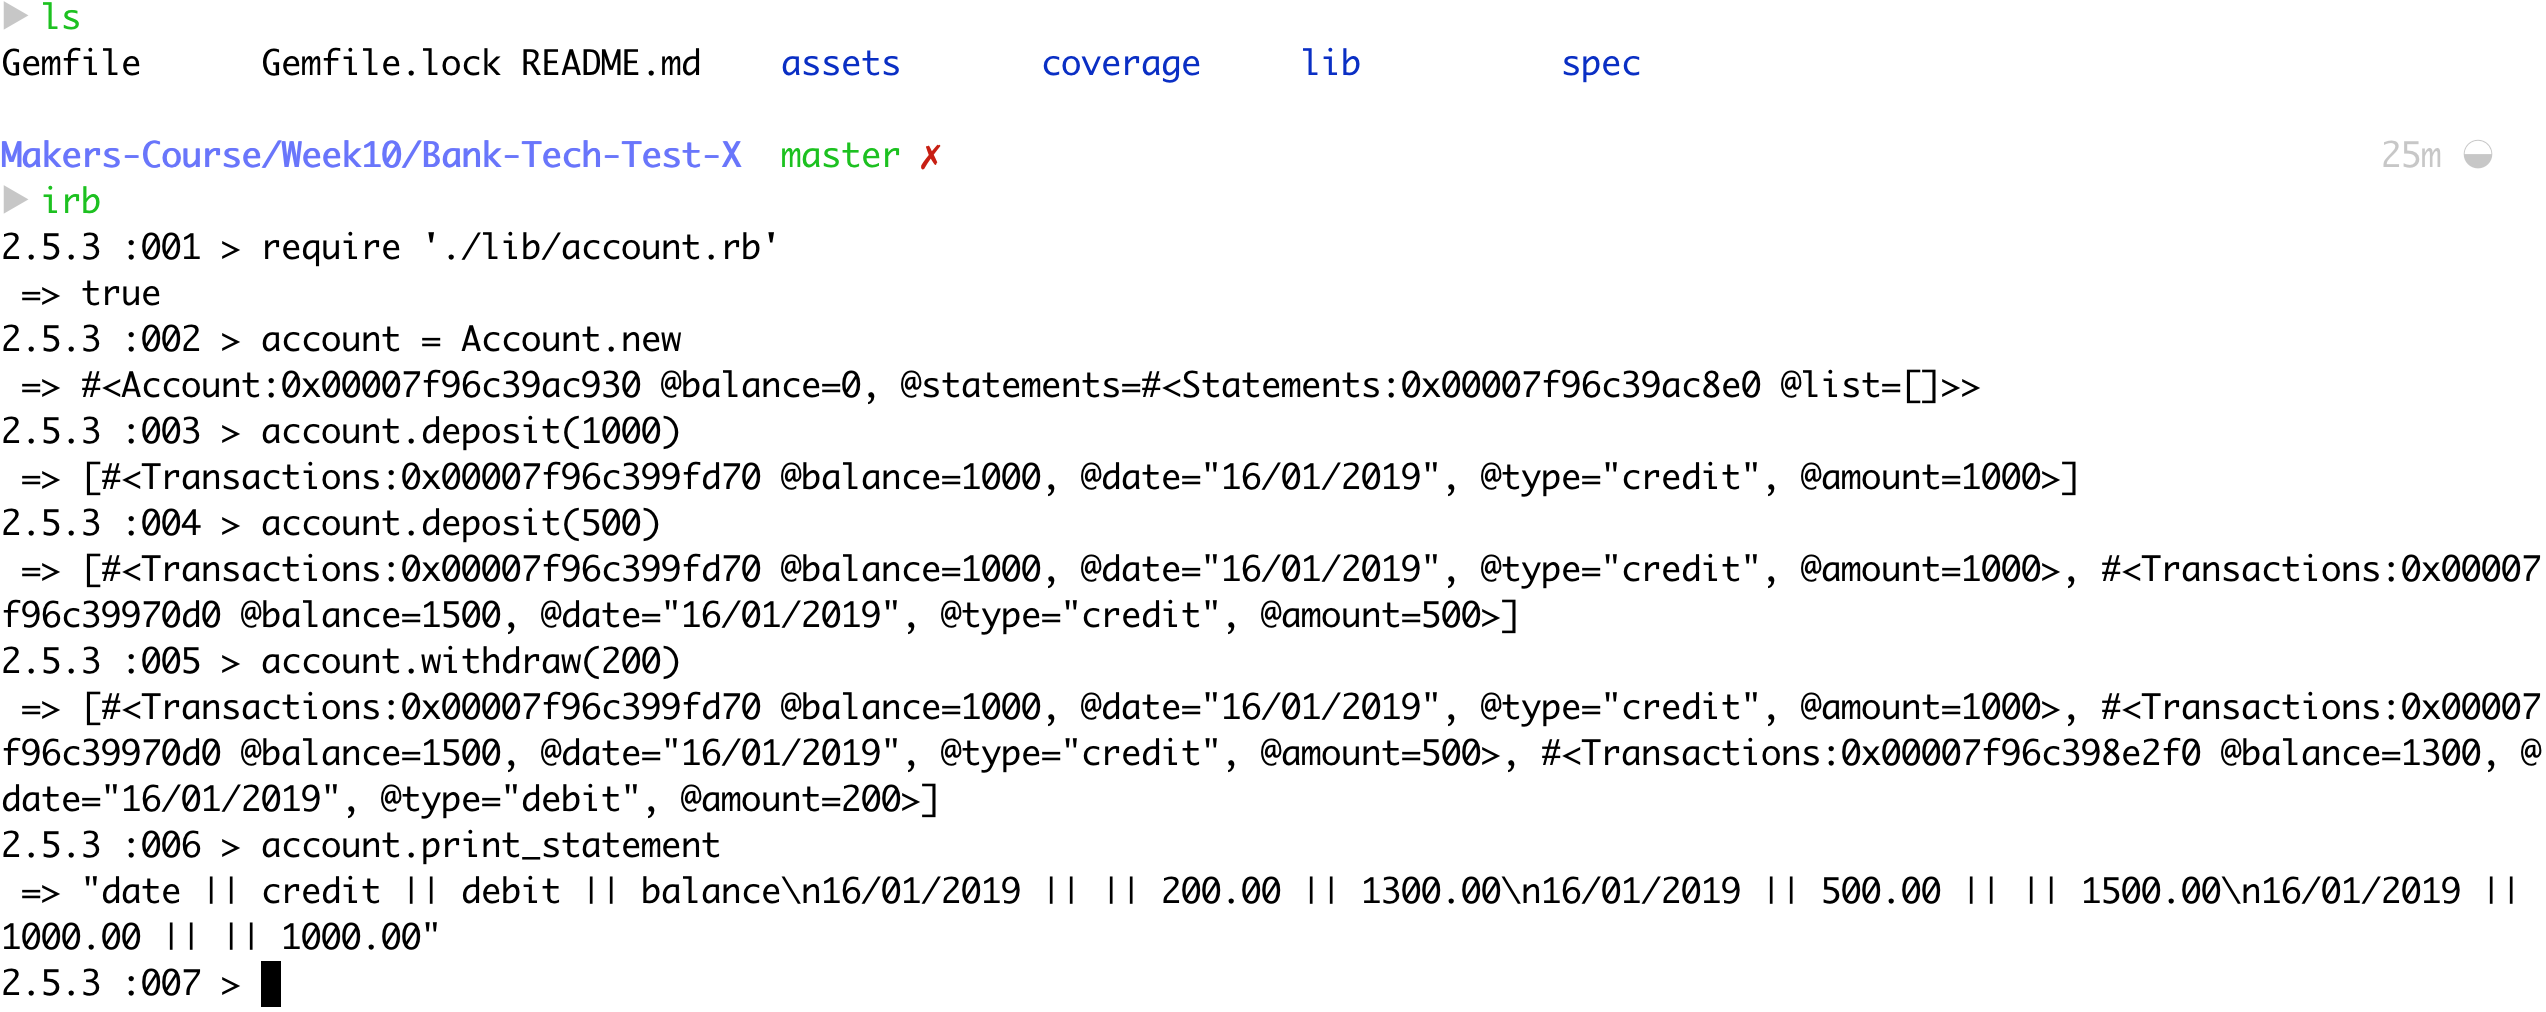 ▶ ls
Gemfile      Gemfile.lock README.md    assets       coverage     lib          spec
Makers-Course/Week10/Bank-Tech-Test-X  master ✗ 25m
▶ irb
2.5.3 :001 > require './lib/account.rb'
 => true
2.5.3 :002 > account = Account.new
 => #<Account:0x00007f96c39ac930 @balance=0, @statements=#<Statements:0x00007f96c39ac8e0 @list=[]>>
2.5.3 :003 > account.deposit(1000)
 => [#<Transactions:0x00007f96c399fd70 @balance=1000, @date="16/01/2019", @type="credit", @amount=1000>]
2.5.3 :004 > account.deposit(500)
 => [#<Transactions:0x00007f96c399fd70 @balance=1000, @date="16/01/2019", @type="credit", @amount=1000>, #<Transactions:0x00007
f96c39970d0 @balance=1500, @date="16/01/2019", @type="credit", @amount=500>]
2.5.3 :005 > account.withdraw(200)
 => [#<Transactions:0x00007f96c399fd70 @balance=1000, @date="16/01/2019", @type="credit", @amount=1000>, #<Transactions:0x00007
f96c39970d0 @balance=1500, @date="16/01/2019", @type="credit", @amount=500>, #<Transactions:0x00007f96c398e2f0 @balance=1300, @
date="16/01/2019", @type="debit", @amount=200>]
2.5.3 :006 > account.print_statement
 => "date || credit || debit || balance\n16/01/2019 || || 200.00 || 1300.00\n16/01/2019 || 500.00 || || 1500.00\n16/01/2019 ||
1000.00 || || 1000.00"
2.5.3 :007 >